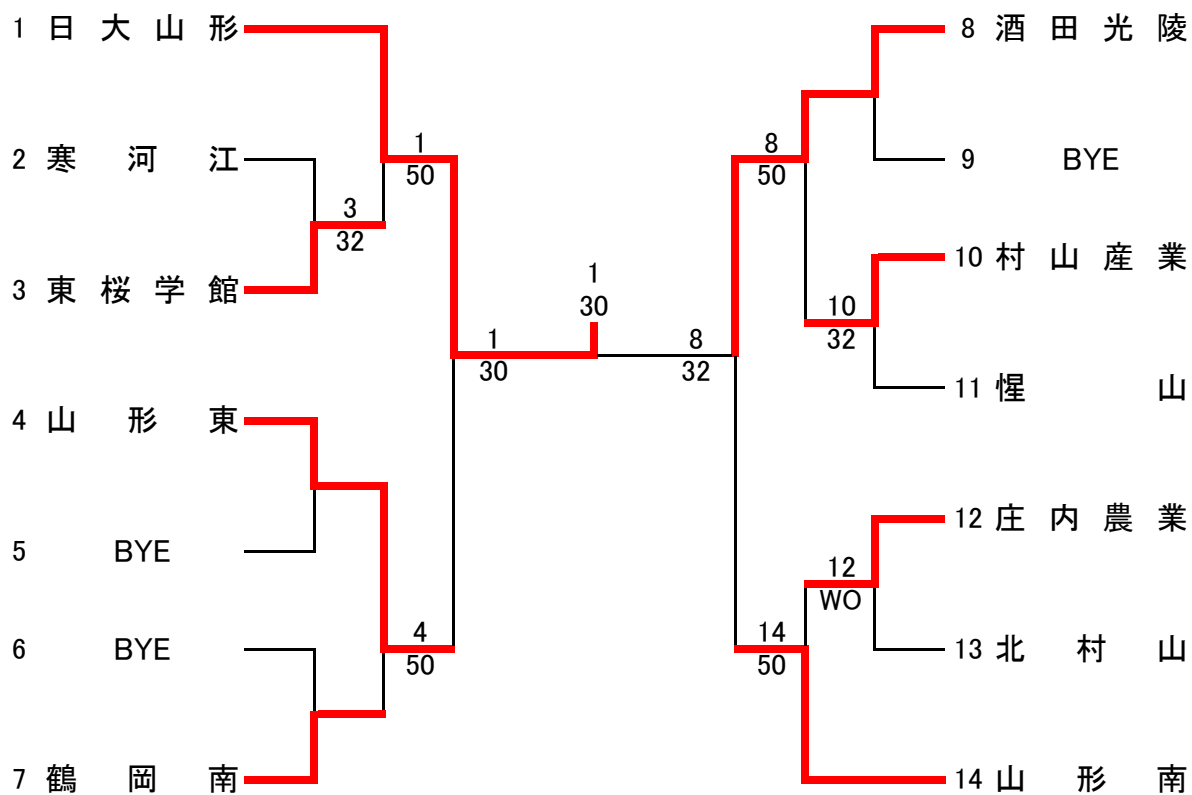 1 日大山形
2 寒河江
3 東桜学館
4 山形東
5 BYE
6 BYE
7 鶴岡南
3
32
1
50
4
50
1
30
1
30
8
32
8
50
14
50
10
32
12
WO
8 酒田光陵
9 BYE
10 村山産業
11 惺山
12 庄内農業
13 北村山
14 山形南